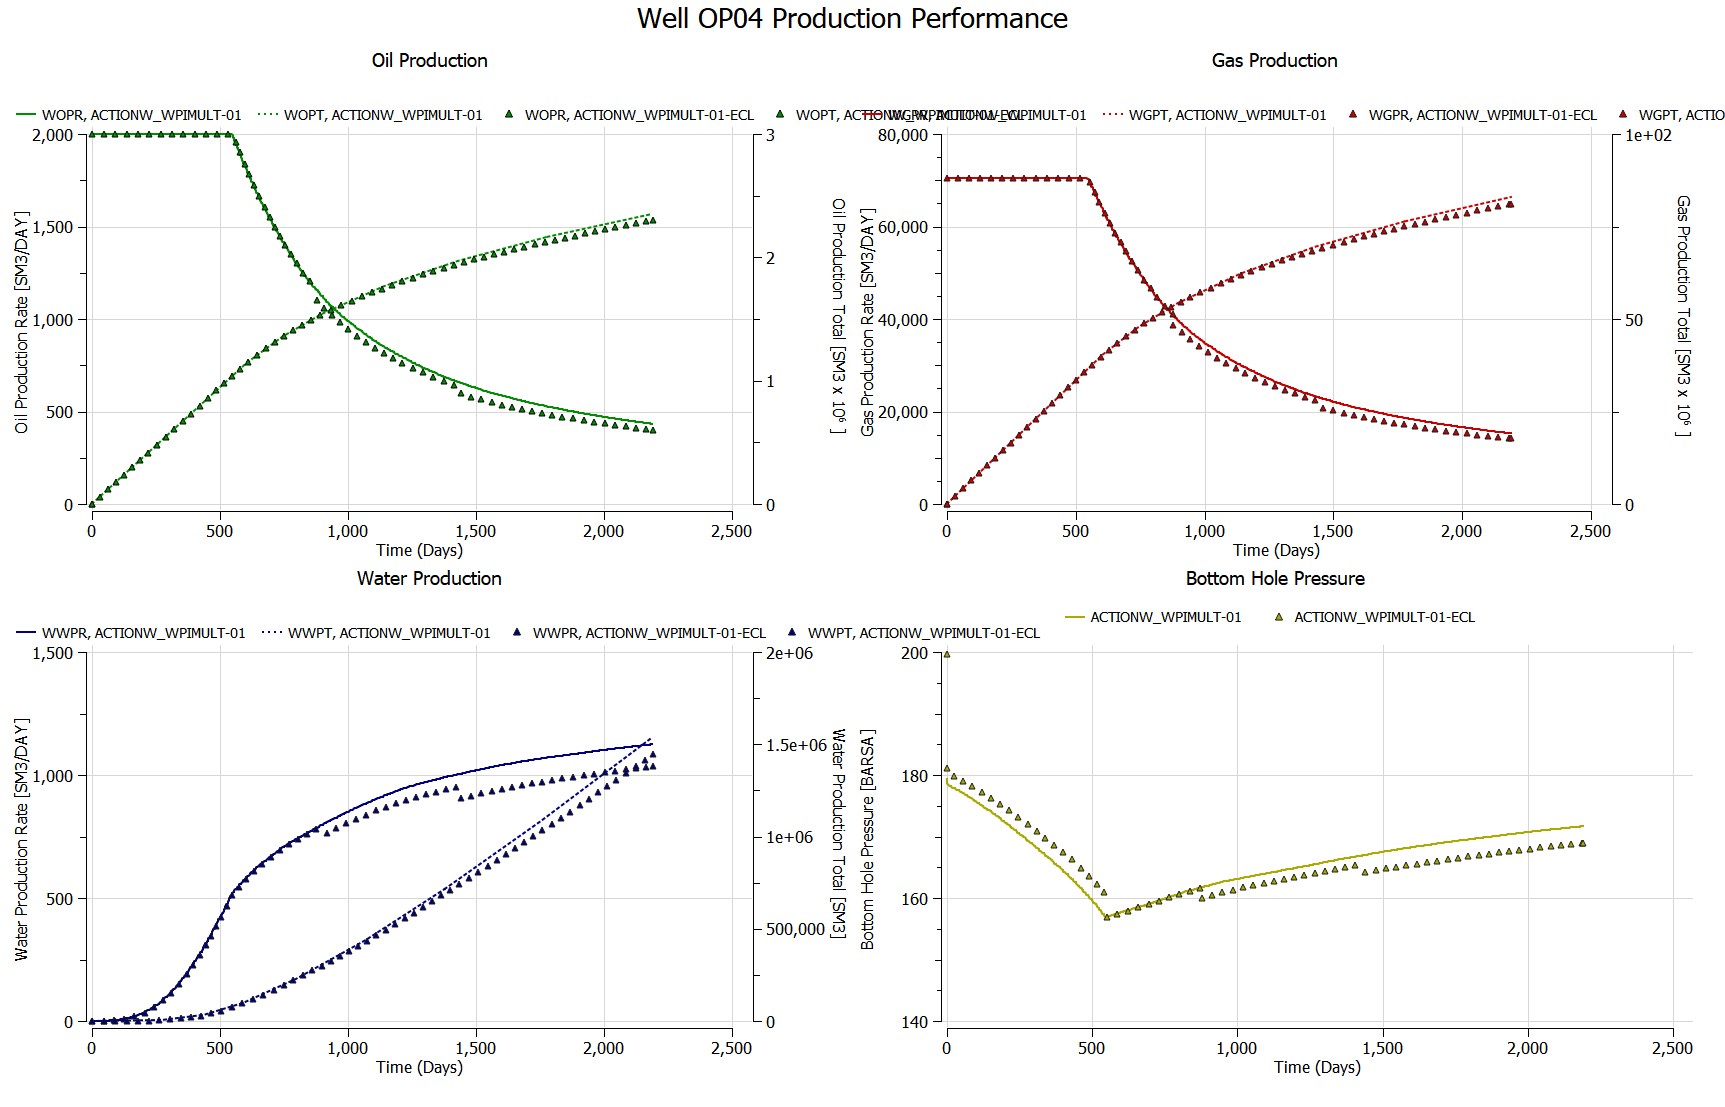 Well OP04 Production Performance
Oil Production
WOPR, ACTIONW_WPIMULT-01 WOPT, ACTIONW_WPIMULT-01 WOPR, ACTIONW_WPIMULT-01-ECL WOPT, ACTIONW_WPIMULT-01-ECL
2,000
1,500
1,000
500
0
Oil Production Rate [SM3/DAY]
3
2
1
0
Oil Production Total [SM3 x 10⁶ ]
0 500 1,000 1,500 2,000 2,500
Time (Days)
Gas Production
WGPR, ACTIONW_WPIMULT-01 WGPT, ACTIONW_WPIMULT-01 WGPR, ACTIONW_WPIMULT-01-ECL WGPT, ACTIO
80,000
60,000
40,000
20,000
0
Gas Production Rate [SM3/DAY]
1e+02
50
0
Gas Production Total [SM3 x 10⁶ ]
0 500 1,000 1,500 2,000 2,500
Time (Days)
Water Production
WWPR, ACTIONW_WPIMULT-01 WWPT, ACTIONW_WPIMULT-01 WWPR, ACTIONW_WPIMULT-01-ECL WWPT, ACTIONW_WPIMULT-01-ECL
1,500
1,000
500
0
Water Production Rate [SM3/DAY]
2e+06
1.5e+06
1e+06
500,000
0
Water Production Total [SM3]
0 500 1,000 1,500 2,000 2,500
Time (Days)
Bottom Hole Pressure
ACTIONW_WPIMULT-01 ACTIONW_WPIMULT-01-ECL
200
180
160
140
Bottom Hole Pressure [BARSA]
0 500 1,000 1,500 2,000 2,500
Time (Days)